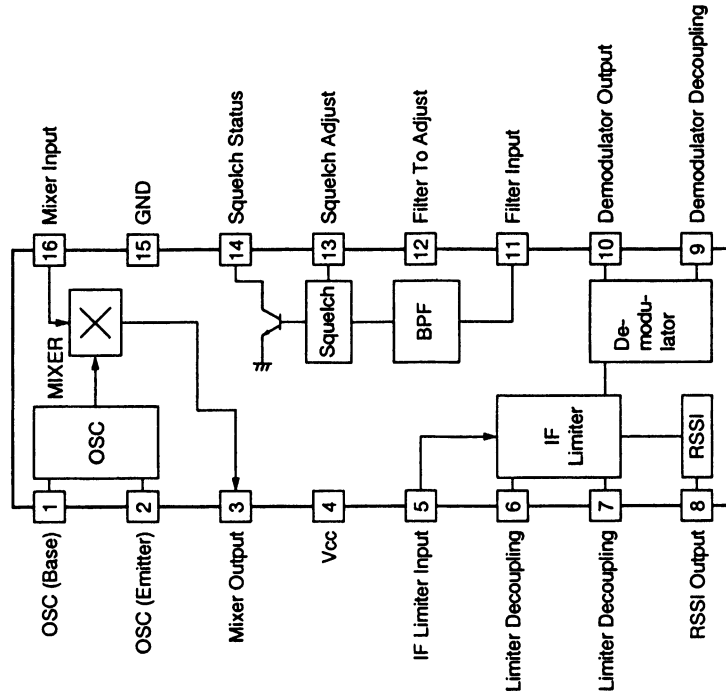 OSC (Base)
OSC (Emitter)
Mixer Output
Vcc
IF Limiter Input
Limiter Decoupling
Limiter Decoupling
RSSI Output
1
2
3
4
5
6
7
8
OSC
MIXER
IF
Limiter
RSSI
Squelch
BPF
De-
modu-
lator
16
15
14
13
12
11
10
9
Mixer Input
GND
Squelch Status
Squelch Adjust
Filter To Adjust
Filter Input
Demodulator Output
Demodulator Decoupling